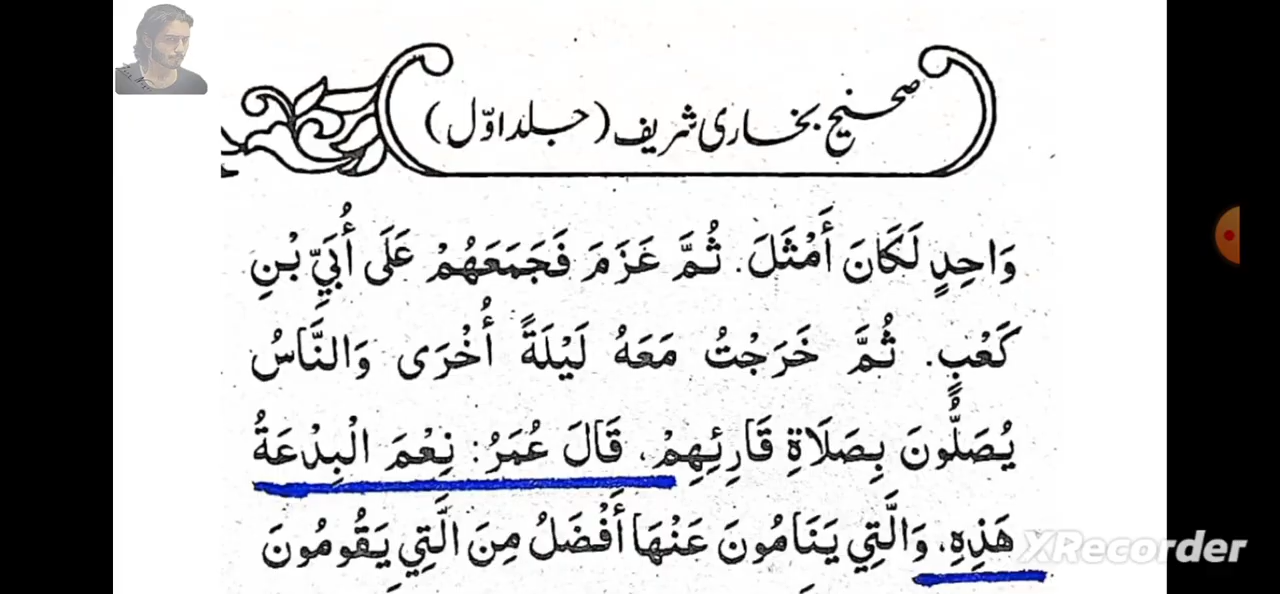 صحیح بخاری شریف (جلد اوّل)
وَاحِدٍ لَكَانَ أَمْثَلَ. ثُمَّ عَزَمَ فَجَمَعَهُمْ عَلَى أُبَيِّ بْنِ
كَعْبٍ. ثُمَّ خَرَجْتُ مَعَهُ لَيْلَةً أُخْرَى وَالنَّاسُ
يُصَلُّونَ بِصَلَاةِ قَارِئِهِمْ، قَالَ عُمَرُ: نِعْمَ الْبِدْعَةُ
هَذِهِ، وَالَّتِي يَنَامُونَ عَنْهَا أَفْضَلُ مِنَ الَّتِي يَقُومُونَ
XRecorder